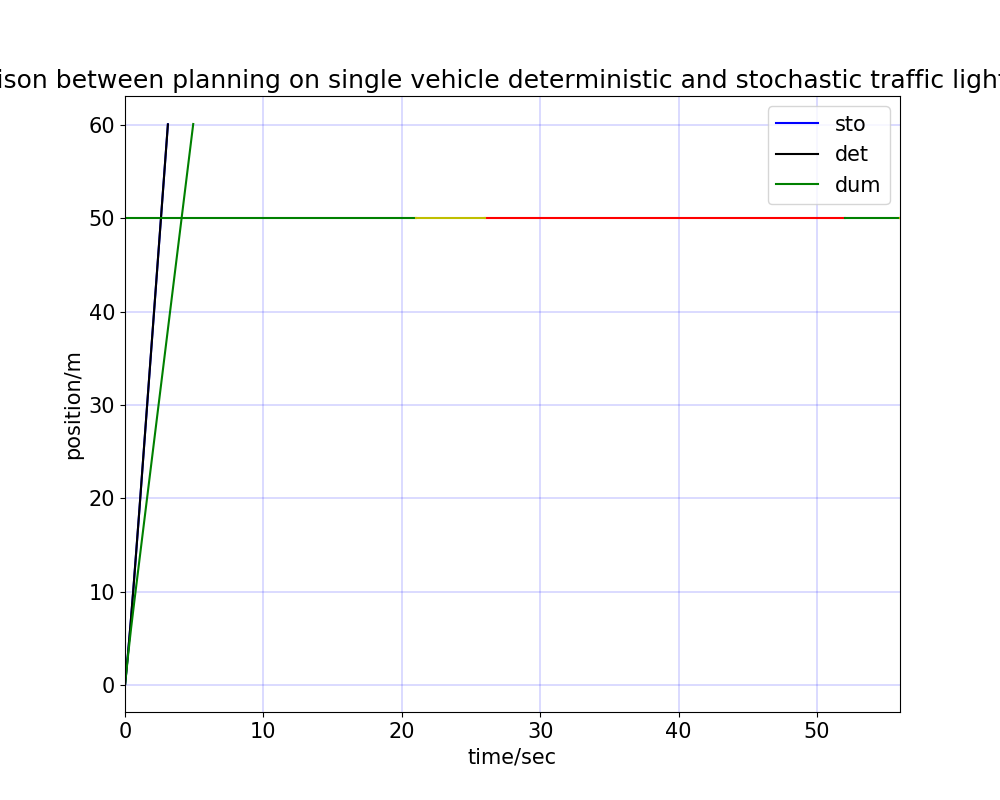 ison between planning on single vehicle deterministic and stochastic traffic ligh
sto
det
dum
60
50
40
30
20
10
0
position/m
0 10 20 30 40 50
time/sec